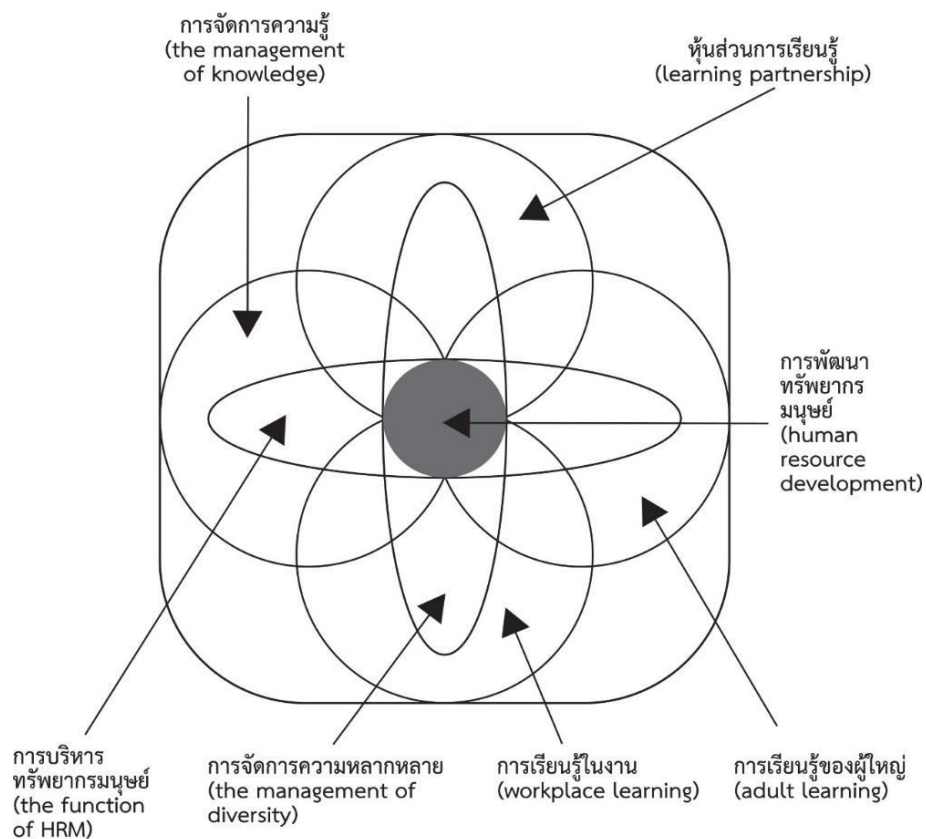 การจัดการความรู้
(the management
of knowledge)
หุ้นส่วนการเรียนรู้
(learning partnership)
การพัฒนา
ทรัพยากร
มนุษย์
(human
resource
development)
การบริหาร
ทรัพยากรมนุษย์
(the function
of HRM)
การจัดการความหลากหลาย
(the management of
diversity)
การเรียนรู้ในงาน
(workplace learning)
การเรียนรู้ของผู้ใหญ่
(adult learning)